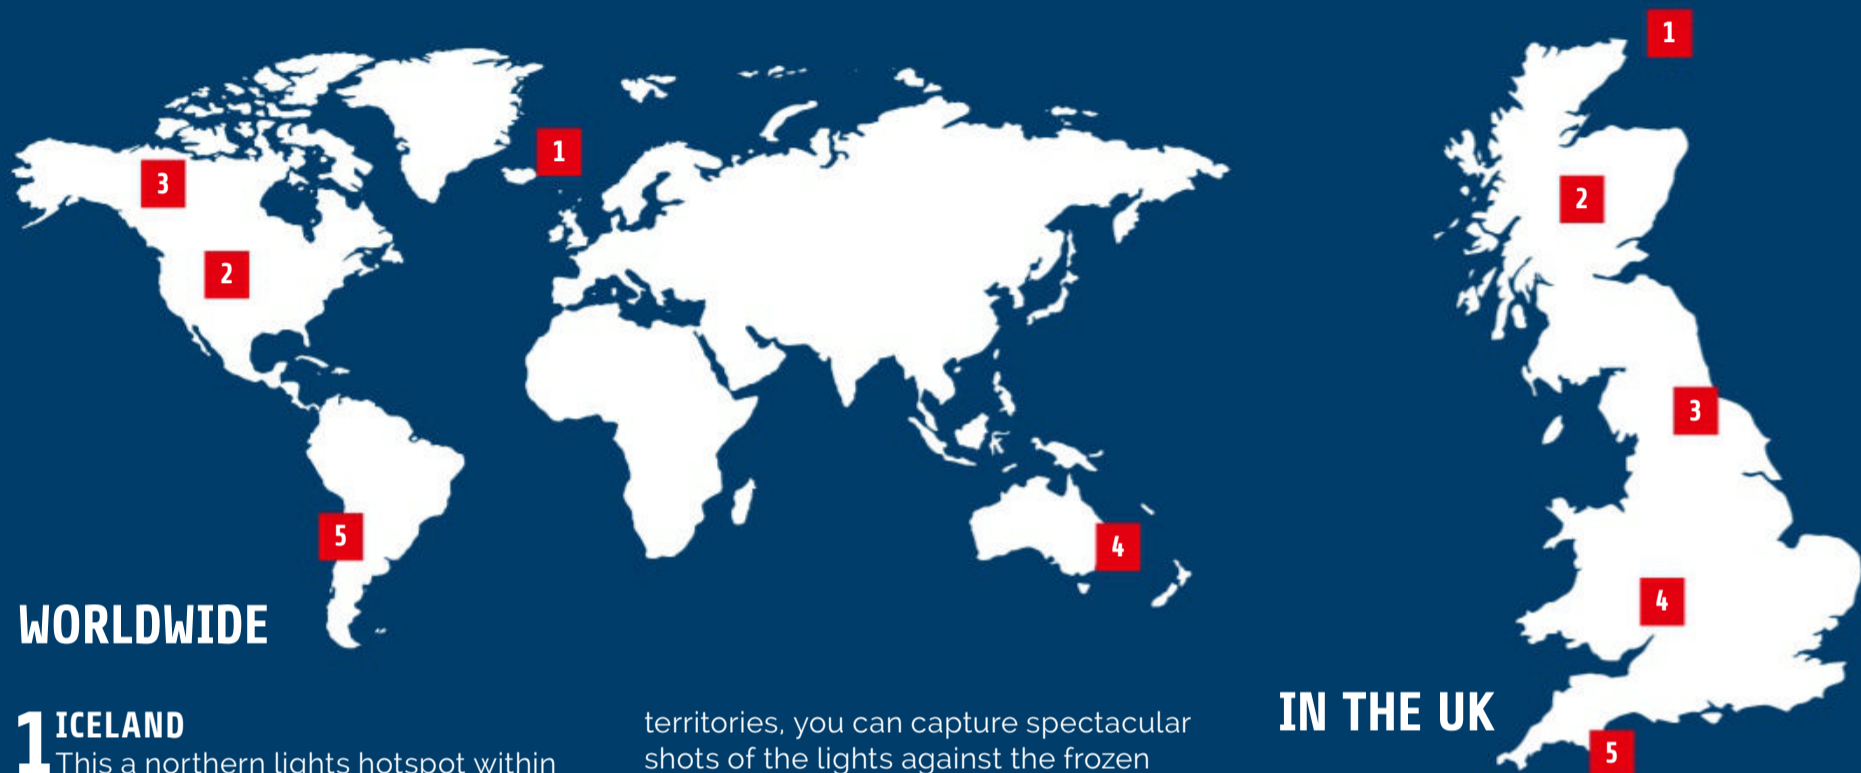 1
3
2
5
4
WORLDWIDE
1 ICELAND
This a northern lights hotspot within
territories, you can capture spectacular
shots of the lights against the frozen
1
2
3
4
IN THE UK
5